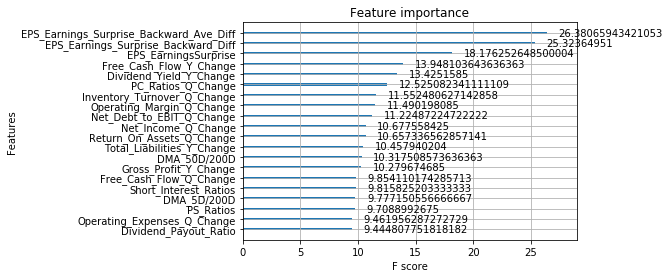 Feature importance
EPS_Earnings_Surprise_Backward_Ave_Diff 26.38065943421053
EPS_Earnings_Surprise_Backward_Diff 25.32364951
EPS_EarningsSurprise 18.176252648500004
Free_Cash_Flow_Y_Change 13.948103643636363
Dividend_Yield_Y_Change 13.4251585
PC_Ratios_Q_Change 12.525082341111109
Inventory_Turnover_Q_Change 11.552480627142858
Operating_Margin_Q_Change 11.490198085
Net_Debt_to_EBIT_Q_Change 11.22487224722222
Net_Income_Q_Change 10.677558425
Return_On_Assets_Q_Change 10.657336562857141
Total_Liabilities_Y_Change 10.457940204
DMA_50D/200D 10.317508573636363
Gross_Profit_Y_Change 10.279674685
Free_Cash_Flow_Q_Change 9.854110174285713
Short_Interest_Ratios 9.815825203333333
DMA_5D/200D 9.777150556666667
PS_Ratios 9.7088992675
Operating_Expenses_Q_Change 9.461956287272729
Dividend_Payout_Ratio 9.444807751818182
Features
0 5 10 15 20 25
F score